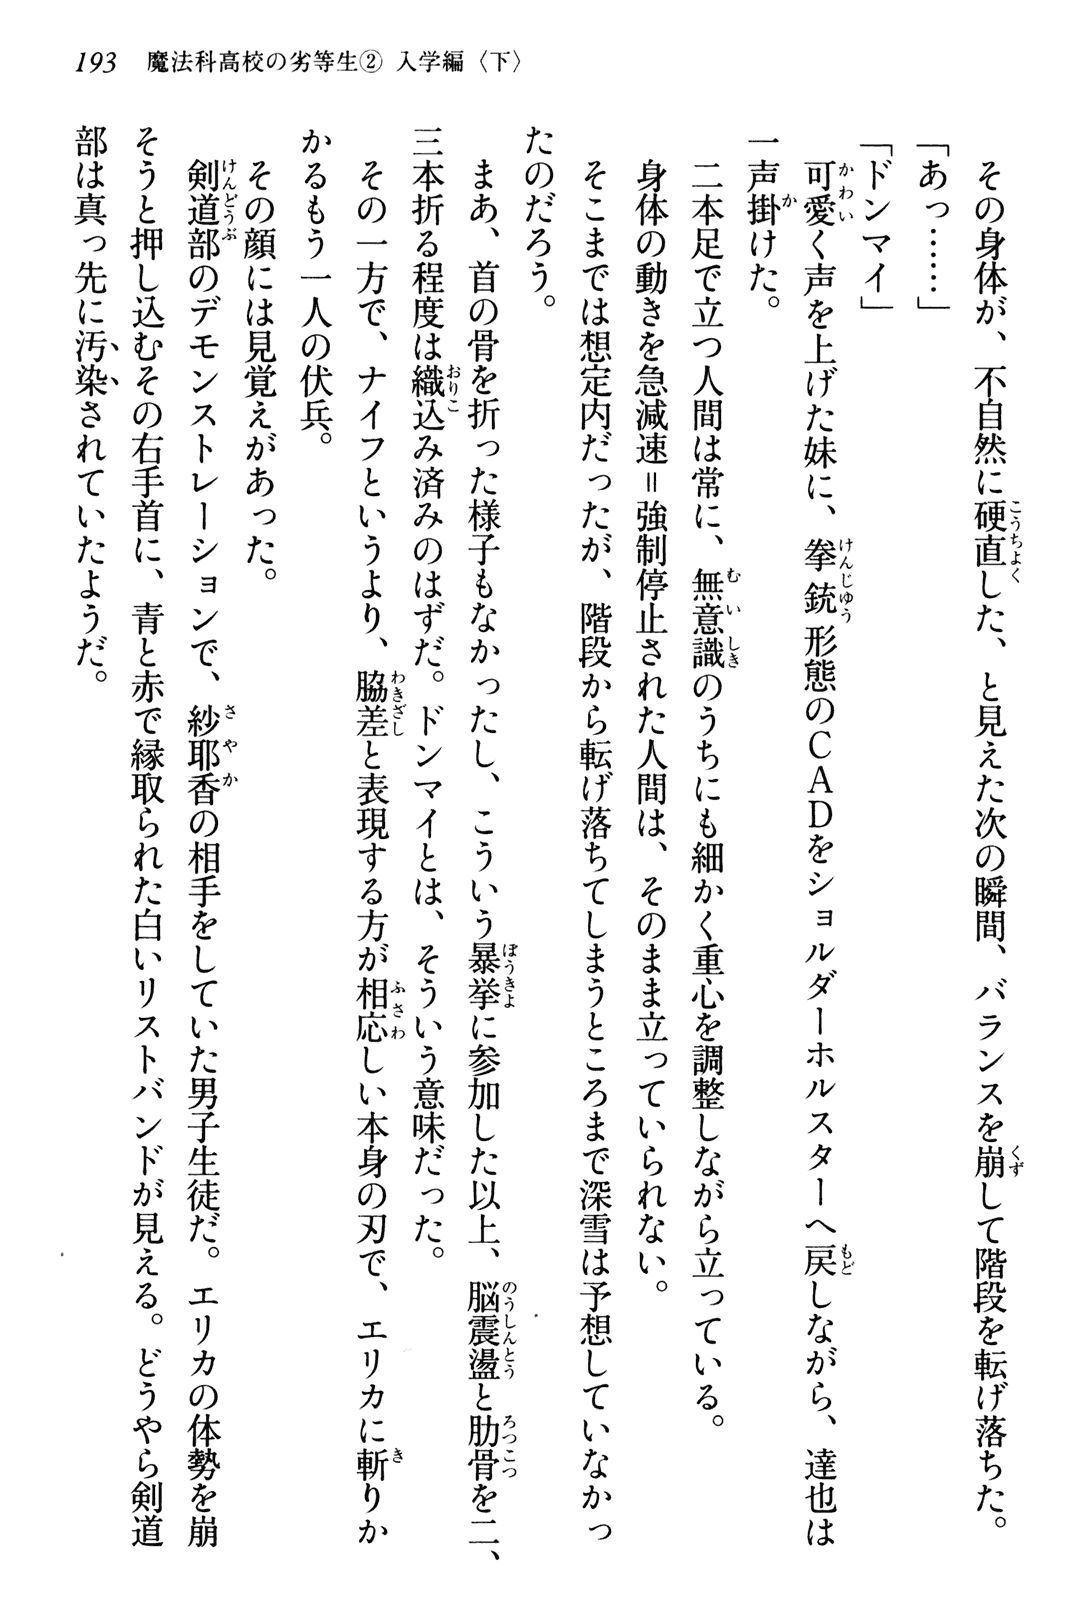 193　魔法科高校の劣等生② 入学編〈下〉
　その身体が、不自然に硬直した、と見えた次の瞬間、バランスを崩して階段を転げ落ちた。
「あっ……」
「ドンマイ」
　可愛く声を上げた妹に、拳銃形態のＣＡＤをショルダーホルスターへ戻しながら、達也は
一声掛けた。
　二本足で立つ人間は常に、無意識のうちにも細かく重心を調整しながら立っている。
　身体の動きを急減速＝強制停止された人間は、そのまま立っていられない。
　そこまでは想定内だったが、階段から転げ落ちてしまうところまで深雪は予想していなかっ
たのだろう。
　まあ、首の骨を折った様子もなかったし、こういう暴挙に参加した以上、脳震盪と肋骨を二、
三本折る程度は織込み済みのはずだ。ドンマイとは、そういう意味だった。
　その一方で、ナイフというより、脇差と表現する方が相応しい本身の刃で、エリカに斬りか
かるもう一人の伏兵。
　その顔には見覚えがあった。
　剣道部のデモンストレーションで、紗耶香の相手をしていた男子生徒だ。エリカの体勢を崩
そうと押し込むその右手首に、青と赤で縁取られた白いリストバンドが見える。どうやら剣道
部は真っ先に汚染されていたようだ。